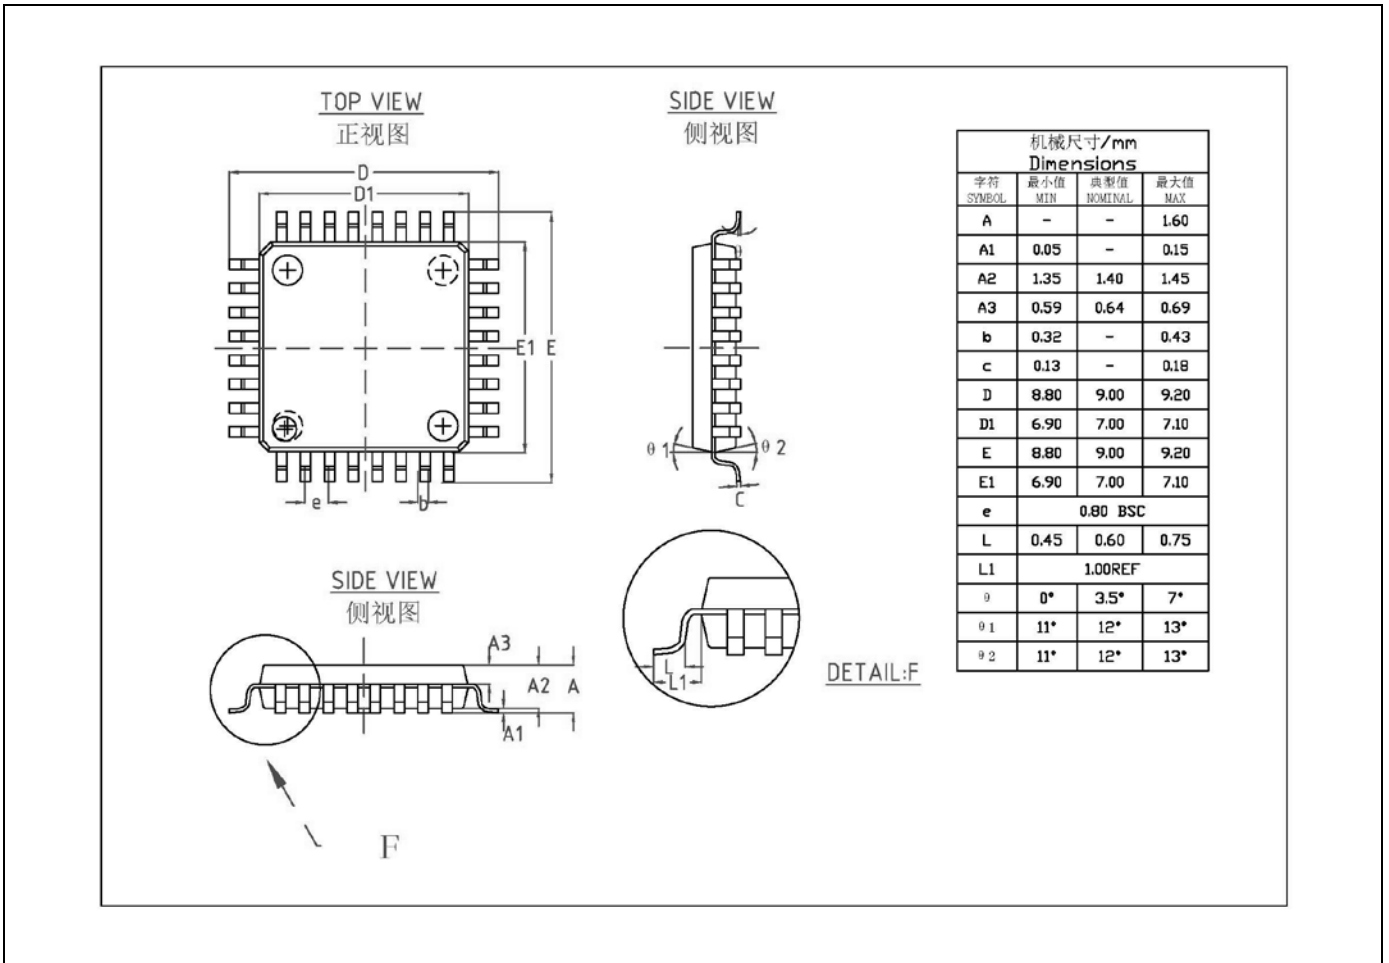 TOP VIEW
正视图
D
D1
E1 E
e
b
SIDE VIEW
侧视图
θ
θ 1
θ 2
C
SIDE VIEW
侧视图
A3
A2
A
A1
F
L
L1
DETAIL:F
机械尺寸/mm
Dimensions
字符 最小值 典型值 最大值
SYMBOL MIN NOMINAL MAX
A - - 1.60
A1 0.05 - 0.15
A2 1.35 1.40 1.45
A3 0.59 0.64 0.69
b 0.32 - 0.43
c 0.13 - 0.18
D 8.80 9.00 9.20
D1 6.90 7.00 7.10
E 8.80 9.00 9.20
E1 6.90 7.00 7.10
e 0.80 BSC
L 0.45 0.60 0.75
L1 1.00REF
θ 0° 3.5° 7°
θ1 11° 12° 13°
θ2 11° 12° 13°